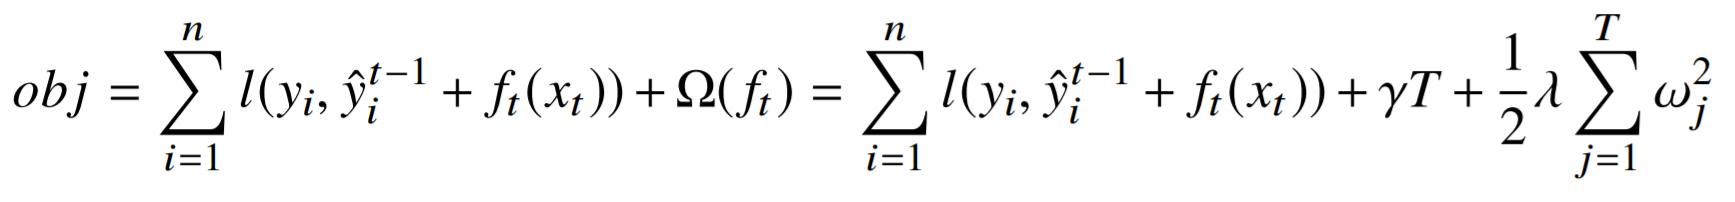 $obj = \sum_{i=1}^{n} l(y_i, \hat{y}_i^{t-1} + f_t(x_t)) + \Omega(f_t) = \sum_{i=1}^{n} l(y_i, \hat{y}_i^{t-1} + f_t(x_t)) + \gamma T + \frac{1}{2} \lambda \sum_{j=1}^{T} \omega_j^2$